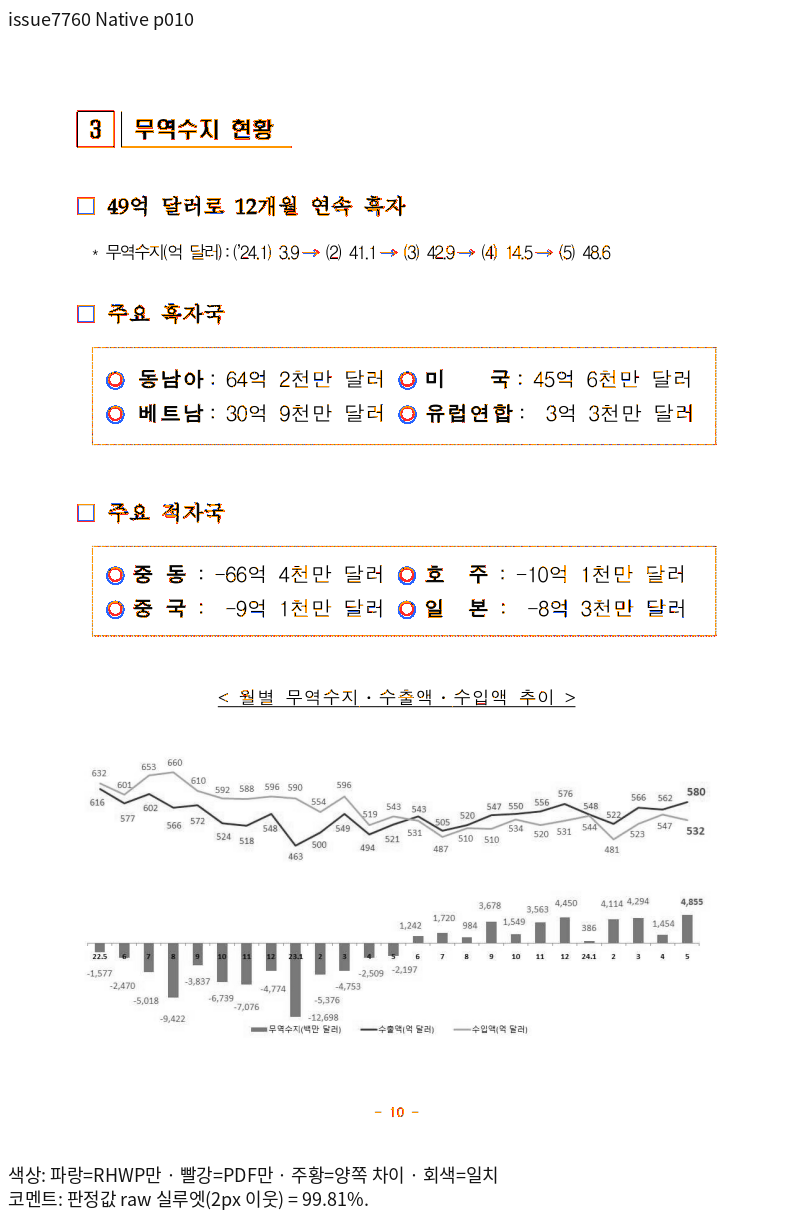 issue7760 Native p010
3 무역수지 현황
□ 49억 달러로 12개월 연속 흑자
* 무역수지(억 달러) : ('24.1) 3.9 → (2) 41.1 → (3) 42.9 → (4) 14.5 → (5) 48.6
□ 주요 흑자국
◎ 동남아 : 64억 2천만 달러 ◎ 미 국 : 45억 6천만 달러
◎ 베트남 : 30억 9천만 달러 ◎ 유럽연합 : 3억 3천만 달러
□ 주요 적자국
◎ 중 동 : -66억 4천만 달러 ◎ 호 주 : -10억 1천만 달러
◎ 중 국 : -9억 1천만 달러 ◎ 일 본 : -8억 3천만 달러
< 월별 무역수지 · 수출액 · 수입액 추이 >
632 601 653 660 610 592 588 596 590 554 596 519 543 531 487 510 510 534 520 531 544 481 523 547 532
616 577 602 566 572 524 518 548 463 500 549 494 521 543 505 520 547 550 556 576 548 522 566 562 580
1,242 1,720 984 3,678 1,549 3,563 4,450 386 4,114 4,294 1,454 4,855
22.5 6 7 8 9 10 11 12 23.1 2 3 4 5 6 7 8 9 10 11 12 24.1 2 3 4 5
-1,577 -2,470 -5,018 -9,422 -3,837 -6,739 -7,076 -4,774 -12,698 -5,376 -4,753 -2,509 -2,197
무역수지(백만 달러) 수출액(억 달러) 수입액(억 달러)
- 10 -
색상: 파랑=RHWP만 · 빨강=PDF만 · 주황=양쪽 차이 · 회색=일치
코멘트: 판정값 raw 실루엣(2px 이웃) = 99.81%.